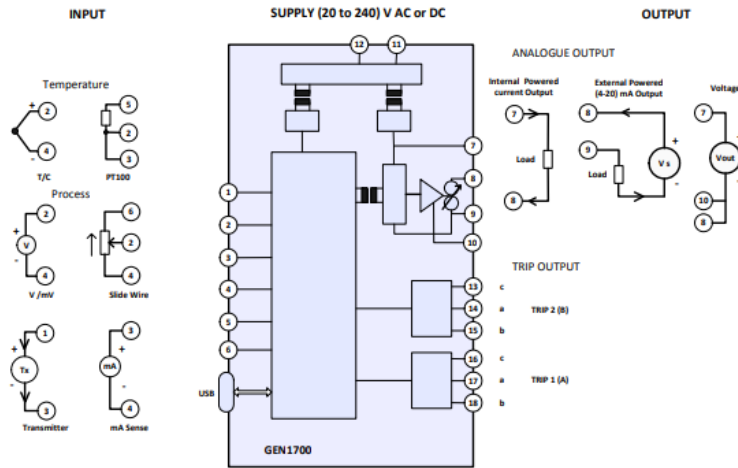 INPUT
SUPPLY (20 to 240) V AC or DC
OUTPUT
12
11
ANALOGUE OUTPUT
Temperature
Internal Powered
current Output
External Powered
(4-20) mA Output
Voltage
+
2
-
4
T/C
5
2
3
PT100
7
Load
8
8
9
Load
+
Vs
-
7
+
Vout
-
10
8
Process
2
+
V
-
4
V /mV
6
2
4
Slide Wire
1
+
Tx
-
3
Transmitter
3
+
mA
-
4
mA Sense
1
2
3
4
5
6
USB
7
8
9
10
TRIP OUTPUT
13 c
14 a TRIP 2 (B)
15 b
16 c
17 a TRIP 1 (A)
18 b
GEN1700